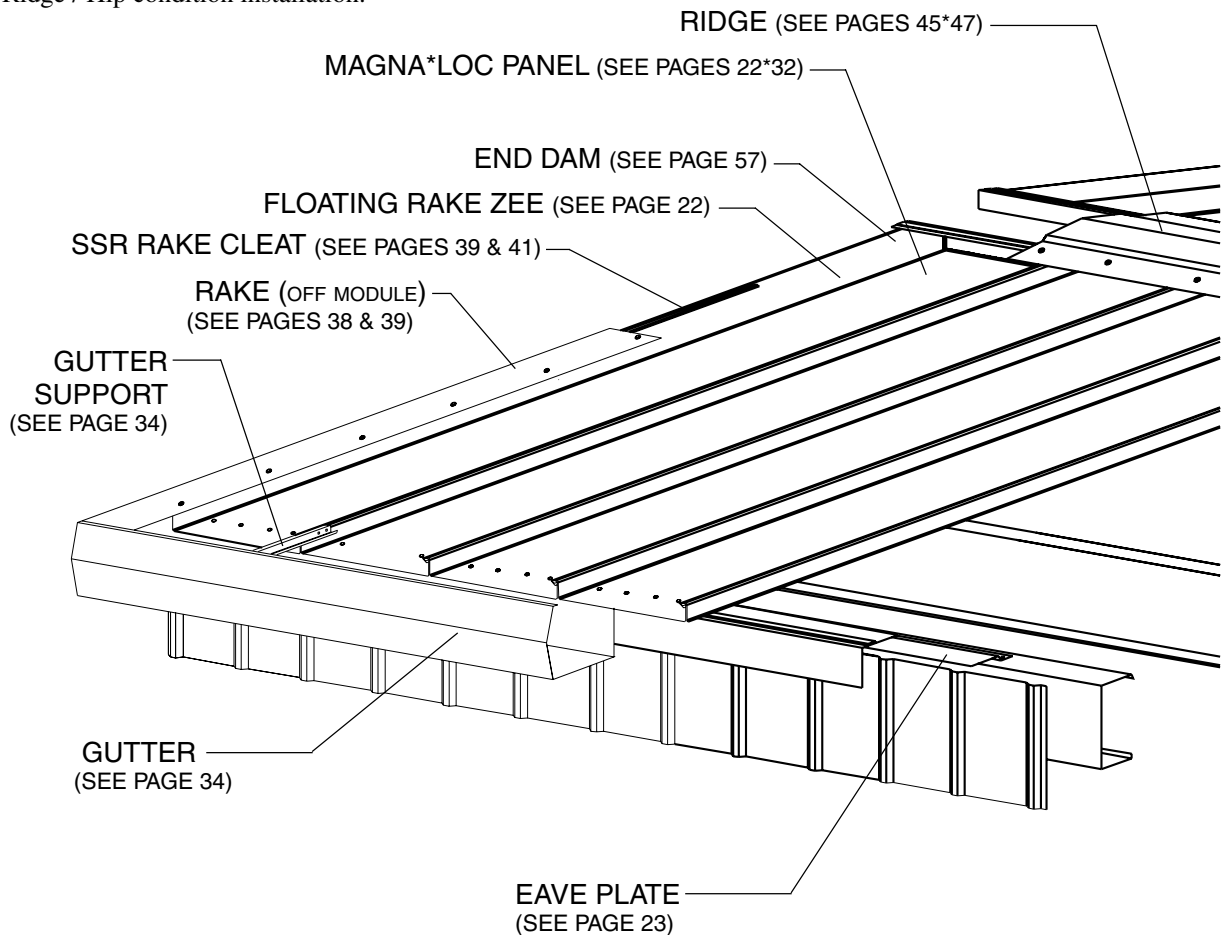 Ridge / Hip condition installation.
RIDGE (SEE PAGES 45*47)
MAGNA*LOC PANEL (SEE PAGES 22*32)
END DAM (SEE PAGE 57)
FLOATING RAKE ZEE (SEE PAGE 22)
SSR RAKE CLEAT (SEE PAGES 39 & 41)
RAKE (OFF MODULE)
(SEE PAGES 38 & 39)
GUTTER
SUPPORT
(SEE PAGE 34)
GUTTER
(SEE PAGE 34)
EAVE PLATE
(SEE PAGE 23)